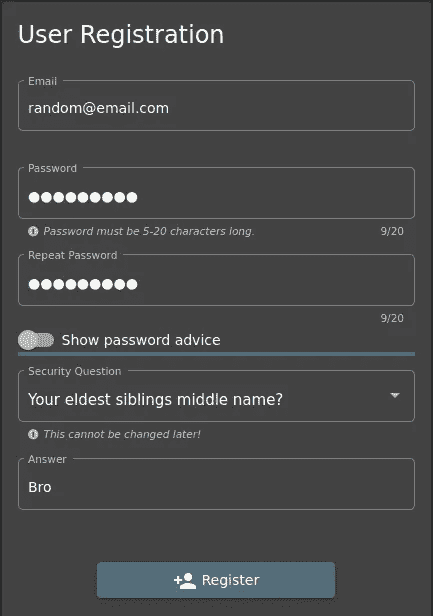 User Registration
Email
random@email.com
Password
●●●●●●●●●
Password must be 5-20 characters long. 9/20
Repeat Password
●●●●●●●●●
9/20
Show password advice
Security Question
Your eldest siblings middle name?
This cannot be changed later!
Answer
Bro
Register